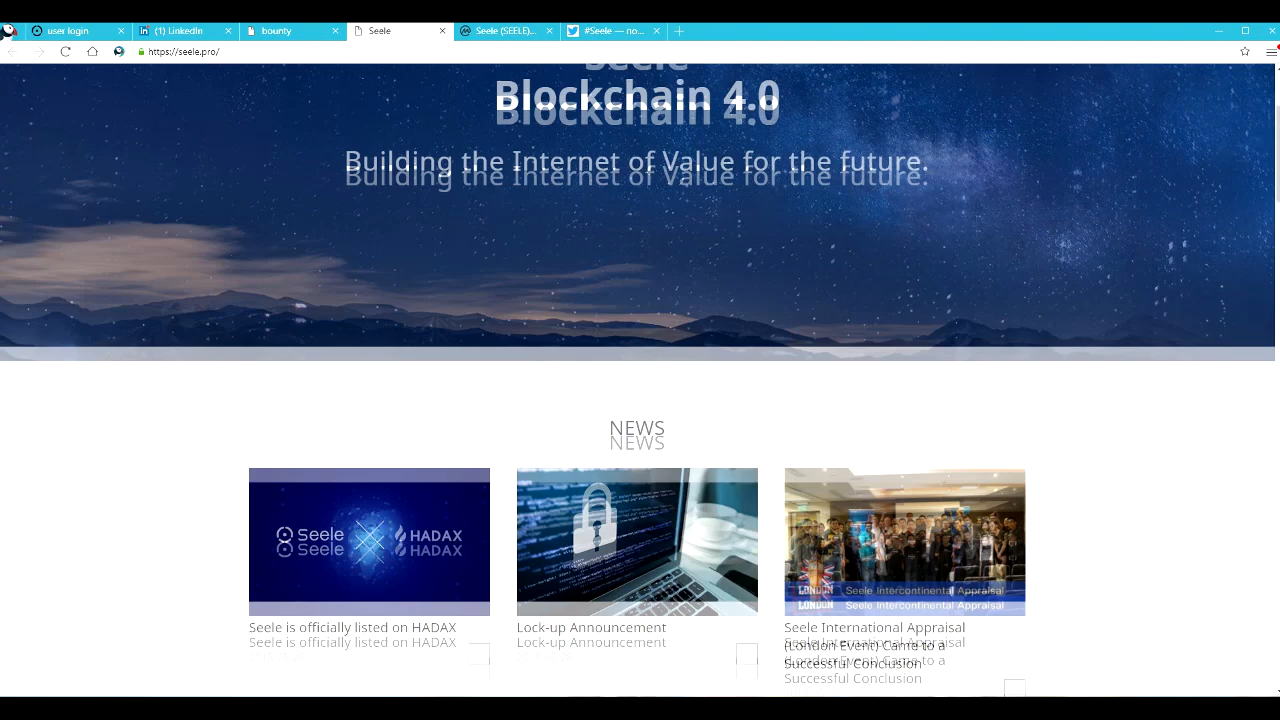 user login
(1) LinkedIn
bounty
Seele
Seele (SEELE)...
#Seele — no...
https://seele.pro/
Seele
Blockchain 4.0
Building the Internet of Value for the future.
NEWS
Seele
HADAX
LONDON Seele Intercontinental Appraisal
Seele is officially listed on HADAX
Lock-up Announcement
Seele International Appraisal
(London Event) Came to a
Successful Conclusion